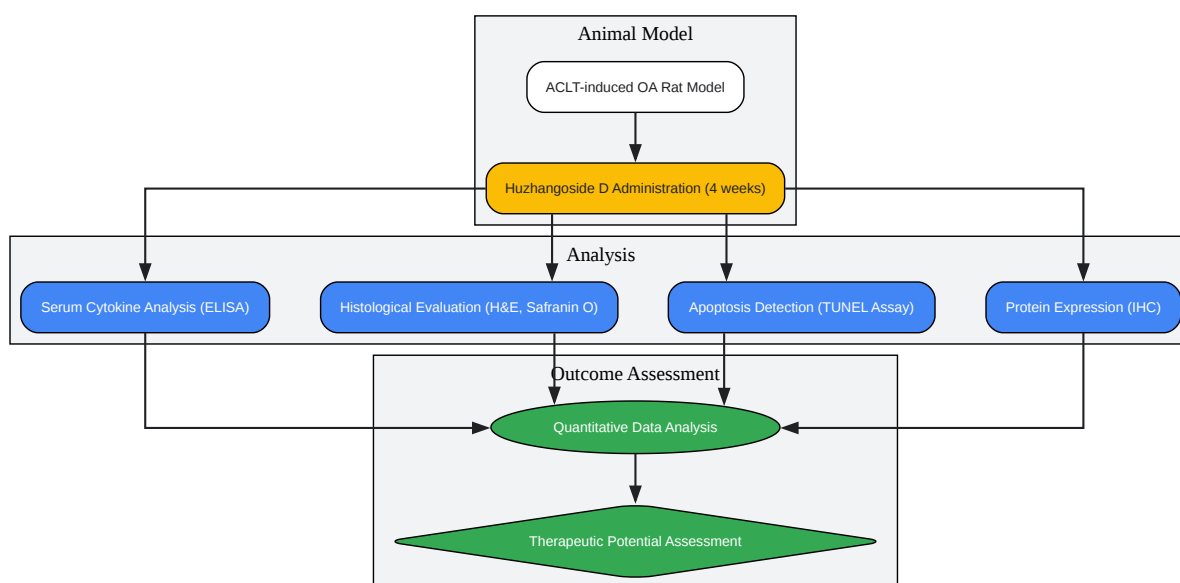 Animal Model
ACLT-induced OA Rat Model
Huzhangoside D Administration (4 weeks)
Analysis
Serum Cytokine Analysis (ELISA)
Histological Evaluation (H&E, Safranin O)
Apoptosis Detection (TUNEL Assay)
Protein Expression (IHC)
Outcome Assessment
Quantitative Data Analysis
Therapeutic Potential Assessment